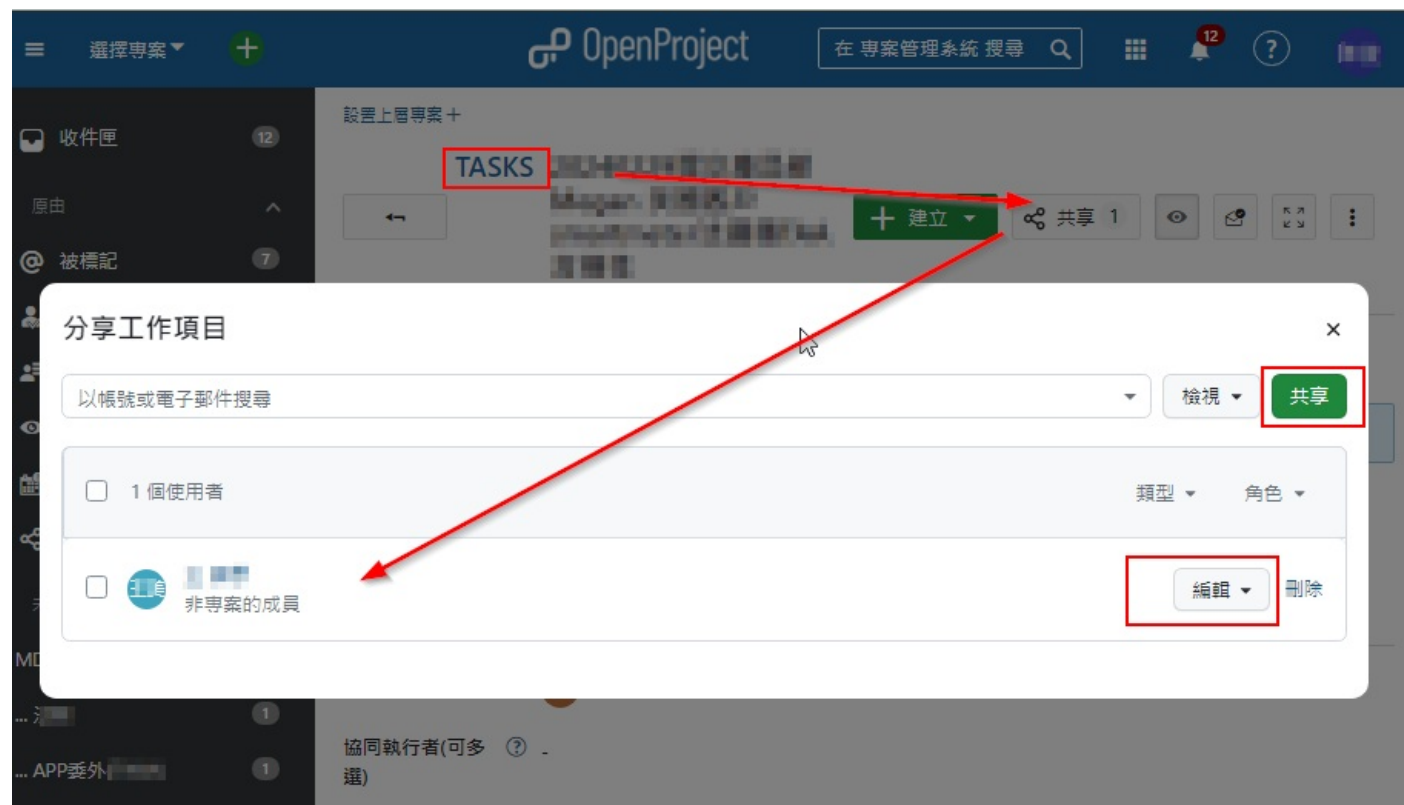 選擇專案
OpenProject
在 專案管理系統 搜尋
12
?
收件匣 12
設置上層專案+
TASKS
原由
建立
共享 1
@ 被標記 7
分享工作項目
以帳號或電子郵件搜尋
檢視
共享
1 個使用者
類型
角色
非專案的成員
編輯
刪除
... 1
協同執行者(可多選) ? -
... APP委外 1